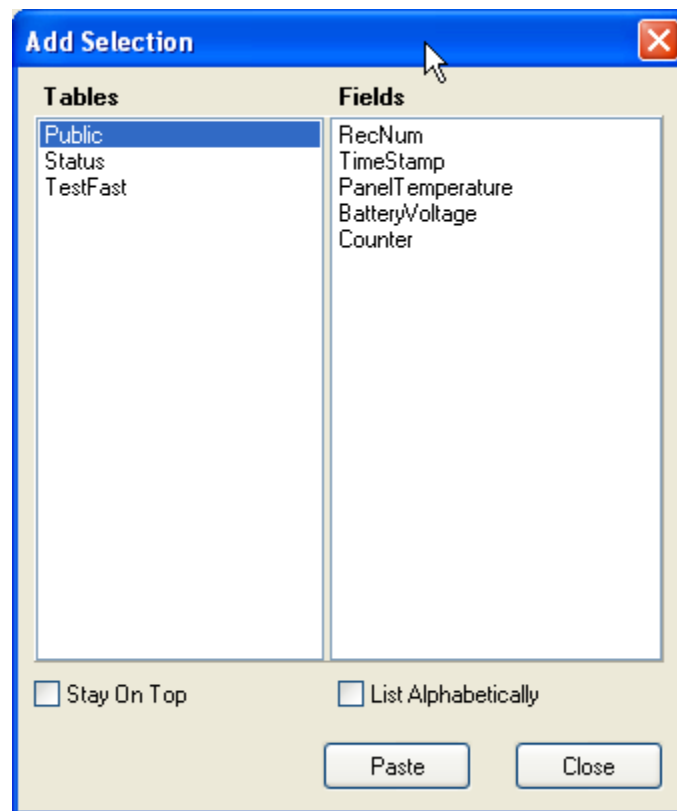 Add Selection
Tables
Fields
Public
Status
TestFast
RecNum
TimeStamp
PanelTemperature
BatteryVoltage
Counter
Stay On Top
List Alphabetically
Paste
Close